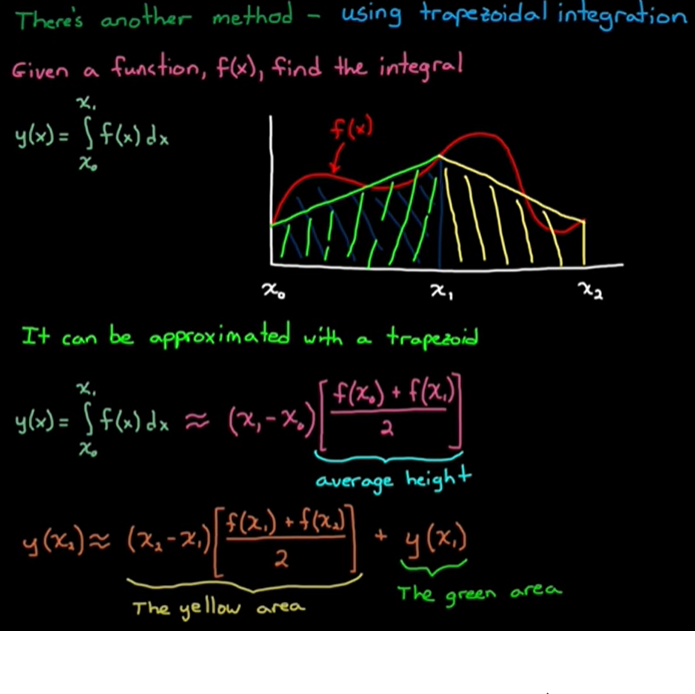 There's another method - using trapezoidal integration
Given a function, f(x), find the integral
y(x) = ∫ₓ₀ˣ¹ f(x) dx
f(x)
x₀ x₁ x₂
It can be approximated with a trapezoid
y(x) = ∫ₓ₀ˣ¹ f(x) dx ≈ (x₁ - x₀) [ (f(x₀) + f(x₁)) / 2 ]
average height
y(x₂) ≈ (x₂ - x₁) [ (f(x₁) + f(x₂)) / 2 ] + y(x₁)
The yellow area
The green area